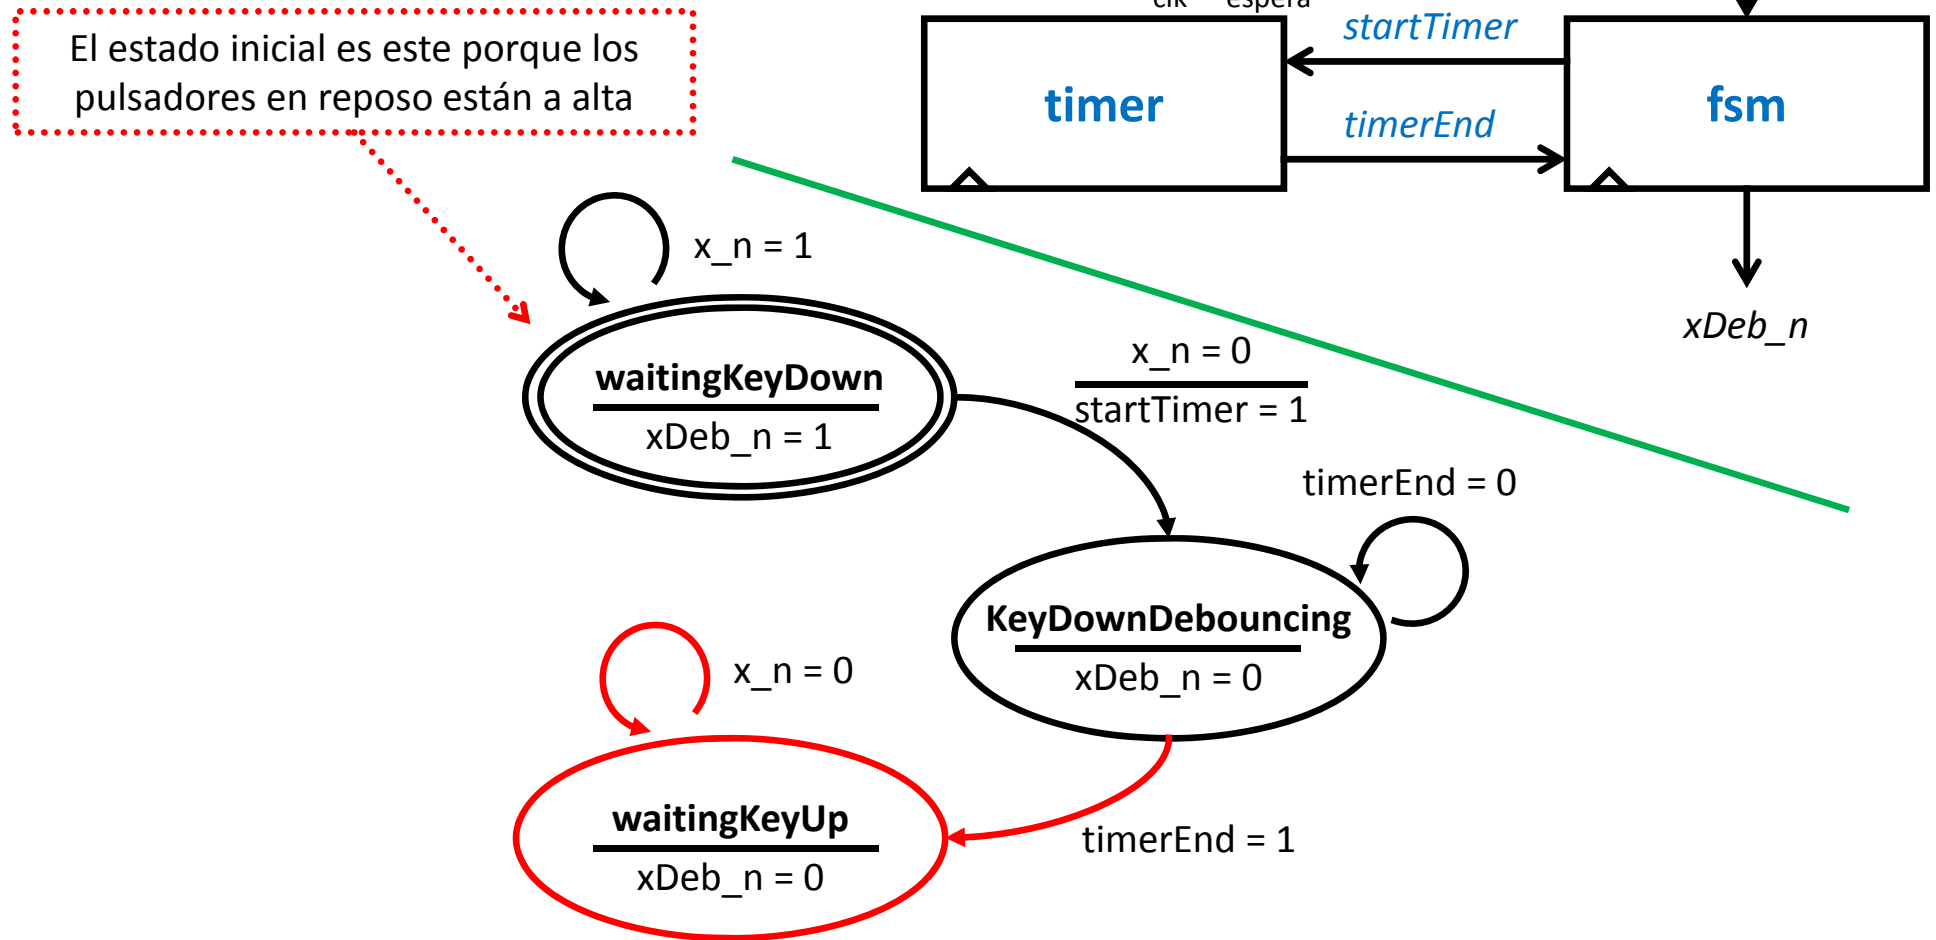 clk espera
El estado inicial es este porque los
pulsadores en reposo están a alta
startTimer
timer
timerEnd
fsm
xDeb_n
x_n = 1
waitingKeyDown
xDeb_n = 1
x_n = 0
startTimer = 1
timerEnd = 0
KeyDownDebouncing
xDeb_n = 0
x_n = 0
timerEnd = 1
waitingKeyUp
xDeb_n = 0